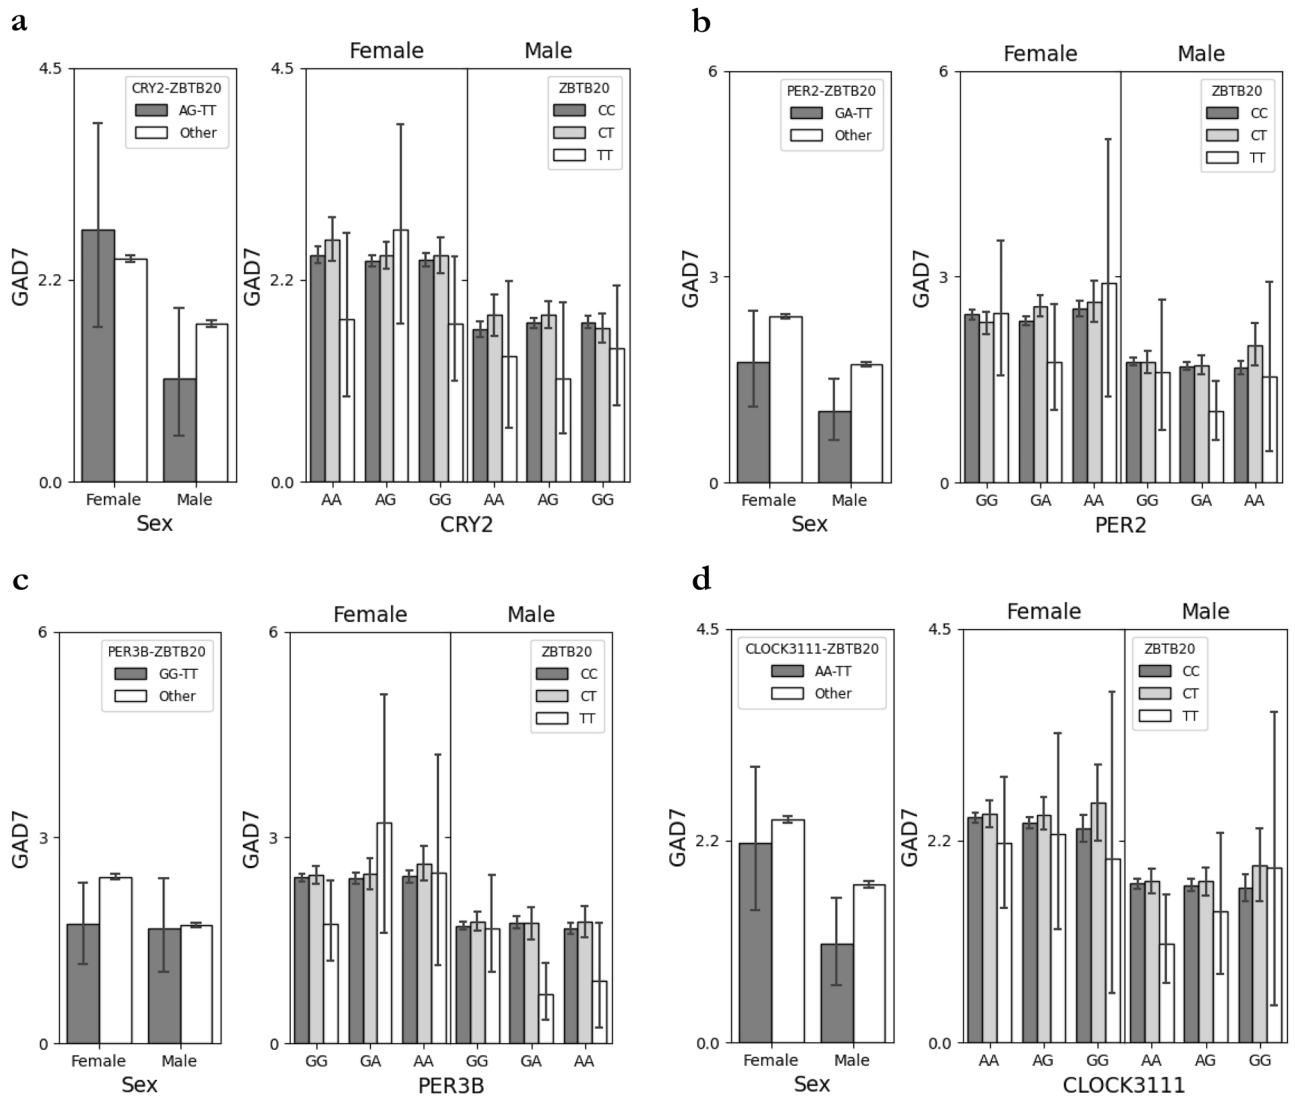 a
CRY2-ZBTB20
AG-TT
Other
4.5
2.2
0.0
GAD7
Female Male
Sex
Female Male
ZBTB20
CC
CT
TT
4.5
2.2
0.0
GAD7
AA AG GG AA AG GG
CRY2
b
PER2-ZBTB20
GA-TT
Other
6
3
0
GAD7
Female Male
Sex
Female Male
ZBTB20
CC
CT
TT
6
3
0
GAD7
GG GA AA GG GA AA
PER2
c
PER3B-ZBTB20
GG-TT
Other
6
3
0
GAD7
Female Male
Sex
Female Male
ZBTB20
CC
CT
TT
6
3
0
GAD7
GG GA AA GG GA AA
PER3B
d
CLOCK3111-ZBTB20
AA-TT
Other
4.5
2.2
0.0
GAD7
Female Male
Sex
Female Male
ZBTB20
CC
CT
TT
4.5
2.2
0.0
GAD7
AA AG GG AA AG GG
CLOCK3111